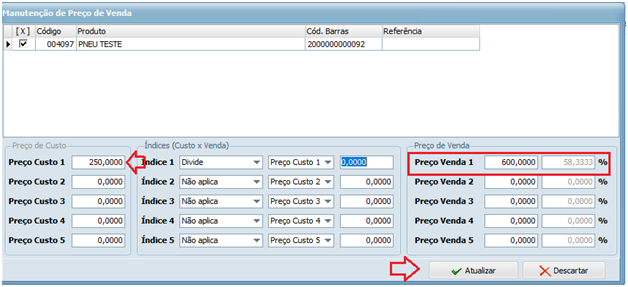 Manutenção de Preço de Venda
[ X ] Código Produto Cód. Barras Referência
004097 PNEU TESTE 2000000000092
Preço de Custo Índices (Custo x Venda) Preço de Venda
Preço Custo 1 250,0000 Índice 1 Divide Preço Custo 1 0,0000 Preço Venda 1 600,0000 58,3333 %
Preço Custo 2 0,0000 Índice 2 Não aplica Preço Custo 2 0,0000 Preço Venda 2 0,0000 0,0000 %
Preço Custo 3 0,0000 Índice 3 Não aplica Preço Custo 3 0,0000 Preço Venda 3 0,0000 0,0000 %
Preço Custo 4 0,0000 Índice 4 Não aplica Preço Custo 4 0,0000 Preço Venda 4 0,0000 0,0000 %
Preço Custo 5 0,0000 Índice 5 Não aplica Preço Custo 5 0,0000 Preço Venda 5 0,0000 0,0000 %
Atualizar Descartar